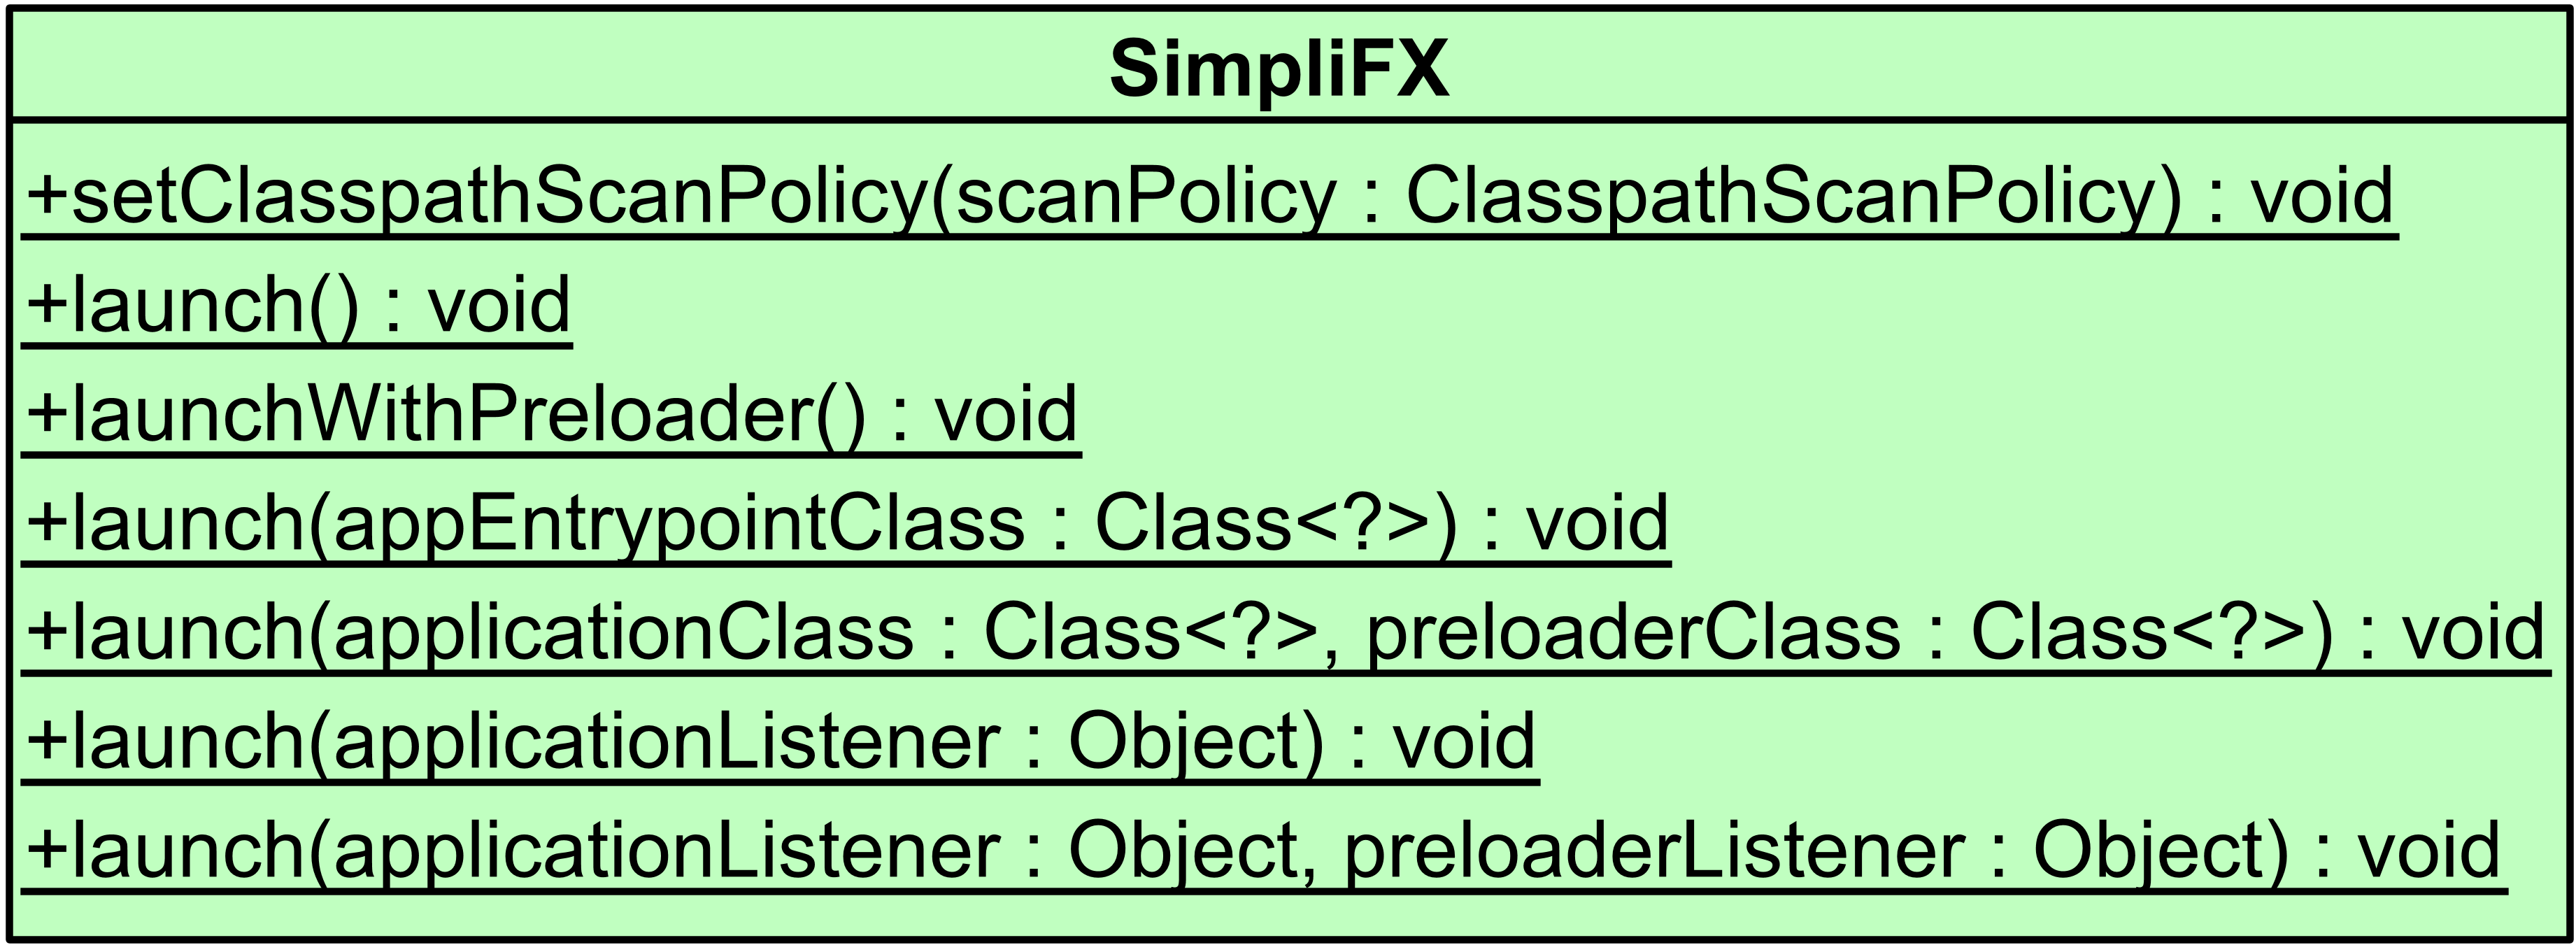 SimpliFX
+setClasspathScanPolicy(scanPolicy : ClasspathScanPolicy) : void
+launch() : void
+launchWithPreloader() : void
+launch(appEntrypointClass : Class<?>) : void
+launch(applicationClass : Class<?>, preloaderClass : Class<?>) : void
+launch(applicationListener : Object) : void
+launch(applicationListener : Object, preloaderListener : Object) : void